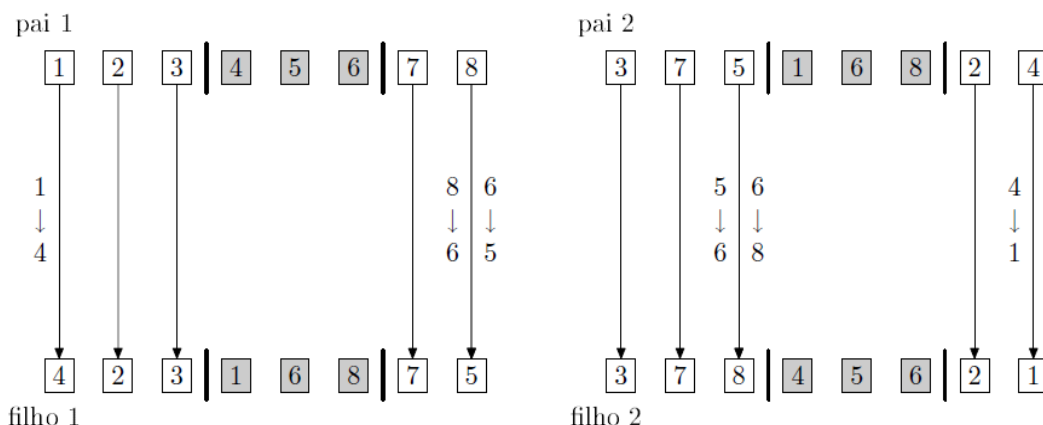 pai 1
pai 2
1 2 3 4 5 6 7 8
3 7 5 1 6 8 2 4
1 8 6
5 6 4
↓ ↓ ↓
↓ ↓ ↓
4 6 5
6 8 1
4 2 3 1 6 8 7 5
3 7 8 4 5 6 2 1
filho 1
filho 2